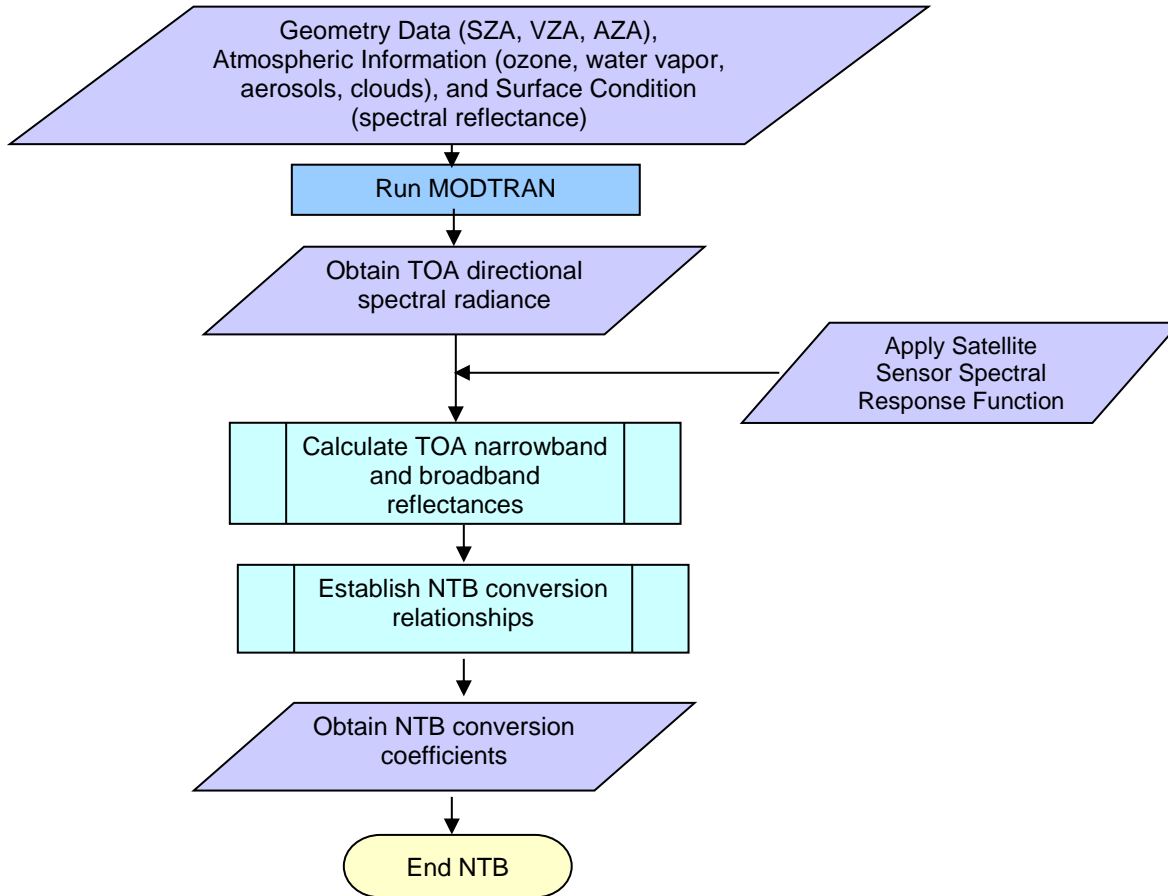 Geometry Data (SZA, VZA, AZA),
Atmospheric Information (ozone, water vapor,
aerosols, clouds), and Surface Condition
(spectral reflectance)
Run MODTRAN
Obtain TOA directional
spectral radiance
Apply Satellite
Sensor Spectral
Response Function
Calculate TOA narrowband
and broadband
reflectances
Establish NTB conversion
relationships
Obtain NTB conversion
coefficients
End NTB